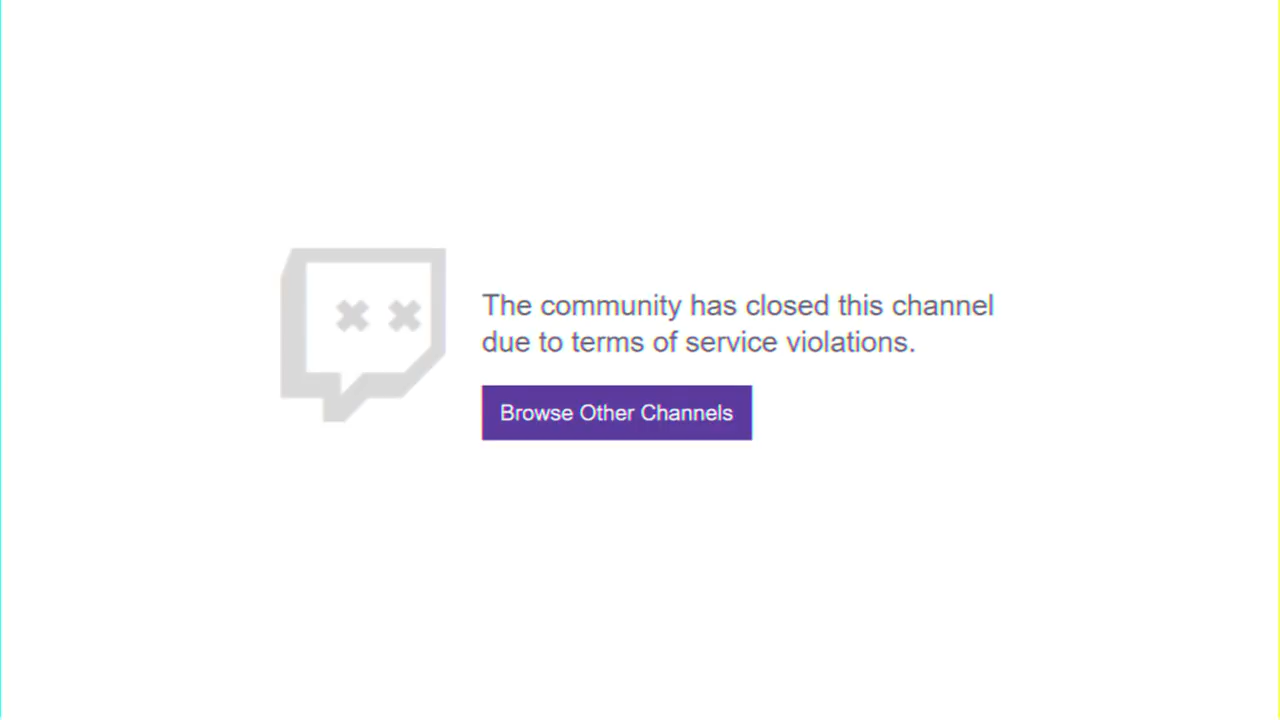 The community has closed this channel
due to terms of service violations.
Browse Other Channels